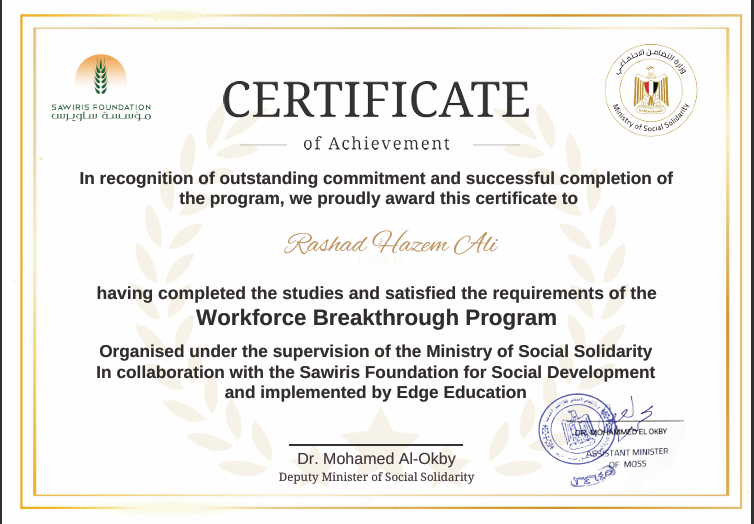 SAWIRIS FOUNDATION
مؤسسة ساويرس
وزارة التضامن الاجتماعي
Ministry of Social Solidarity
CERTIFICATE
of Achievement
In recognition of outstanding commitment and successful completion of
the program, we proudly award this certificate to
Rashad Hazem Ali
having completed the studies and satisfied the requirements of the
Workforce Breakthrough Program
Organised under the supervision of the Ministry of Social Solidarity
In collaboration with the Sawiris Foundation for Social Development
and implemented by Edge Education
DR. MOHAMMED EL OKBY
ASSISTANT MINISTER
OF MOSS
Dr. Mohamed Al-Okby
Deputy Minister of Social Solidarity